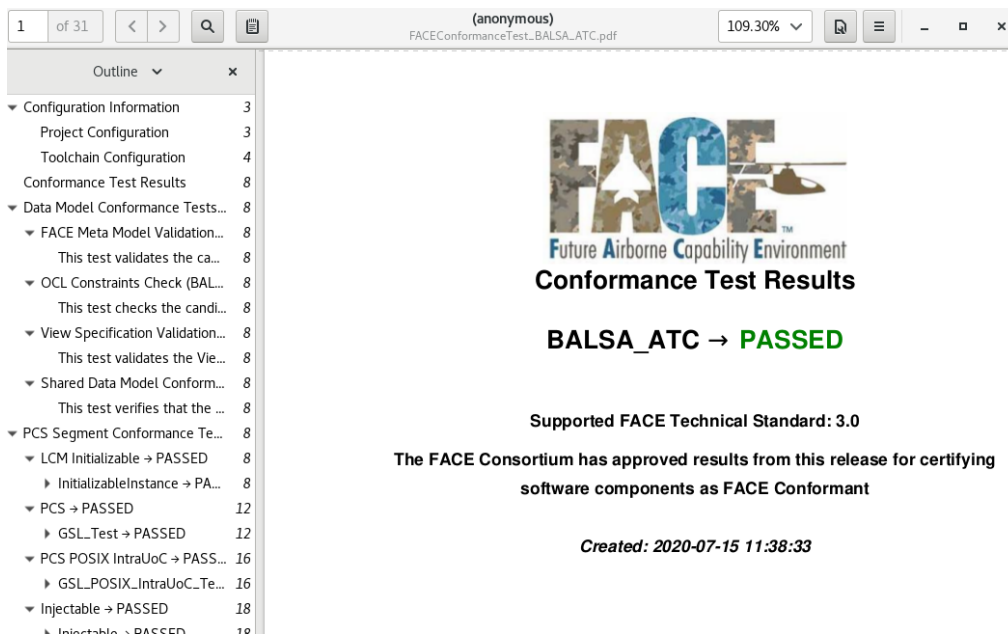 1 of 31
(anonymous)
FACEConformanceTest_BALSA_ATC.pdf
109.30%
Outline
Configuration Information 3
Project Configuration 3
Toolchain Configuration 4
Conformance Test Results 8
Data Model Conformance Tests... 8
FACE Meta Model Validation... 8
This test validates the ca... 8
OCL Constraints Check (BAL... 8
This test checks the candi... 8
View Specification Validation... 8
This test validates the Vie... 8
Shared Data Model Conform... 8
This test verifies that the ... 8
PCS Segment Conformance Te... 8
LCM Initializable → PASSED 8
InitializableInstance → PA... 8
PCS → PASSED 12
GSL_Test → PASSED 12
PCS POSIX IntraUoC → PASS... 16
GSL_POSIX_IntraUoC_Te... 16
Injectable → PASSED 18
Injectable → PASSED 18
FACE TM
Future Airborne Capability Environment
Conformance Test Results
BALSA_ATC → PASSED
Supported FACE Technical Standard: 3.0
The FACE Consortium has approved results from this release for certifying
software components as FACE Conformant
Created: 2020-07-15 11:38:33